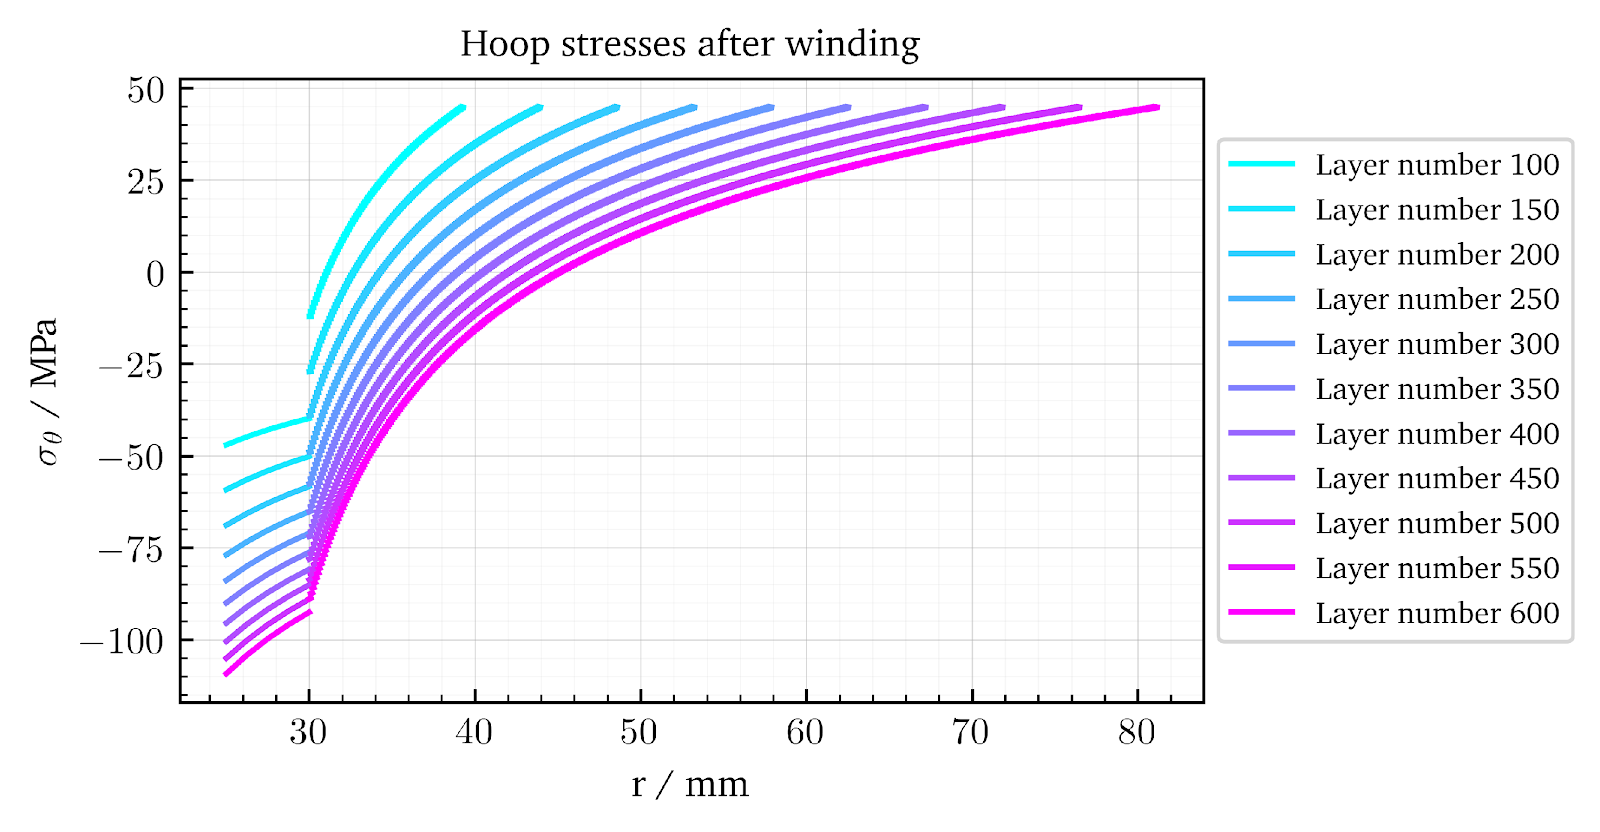 Hoop stresses after winding
50
25
0
−25
−50
−75
−100
σθ / MPa
30 40 50 60 70 80
r / mm
Layer number 100
Layer number 150
Layer number 200
Layer number 250
Layer number 300
Layer number 350
Layer number 400
Layer number 450
Layer number 500
Layer number 550
Layer number 600